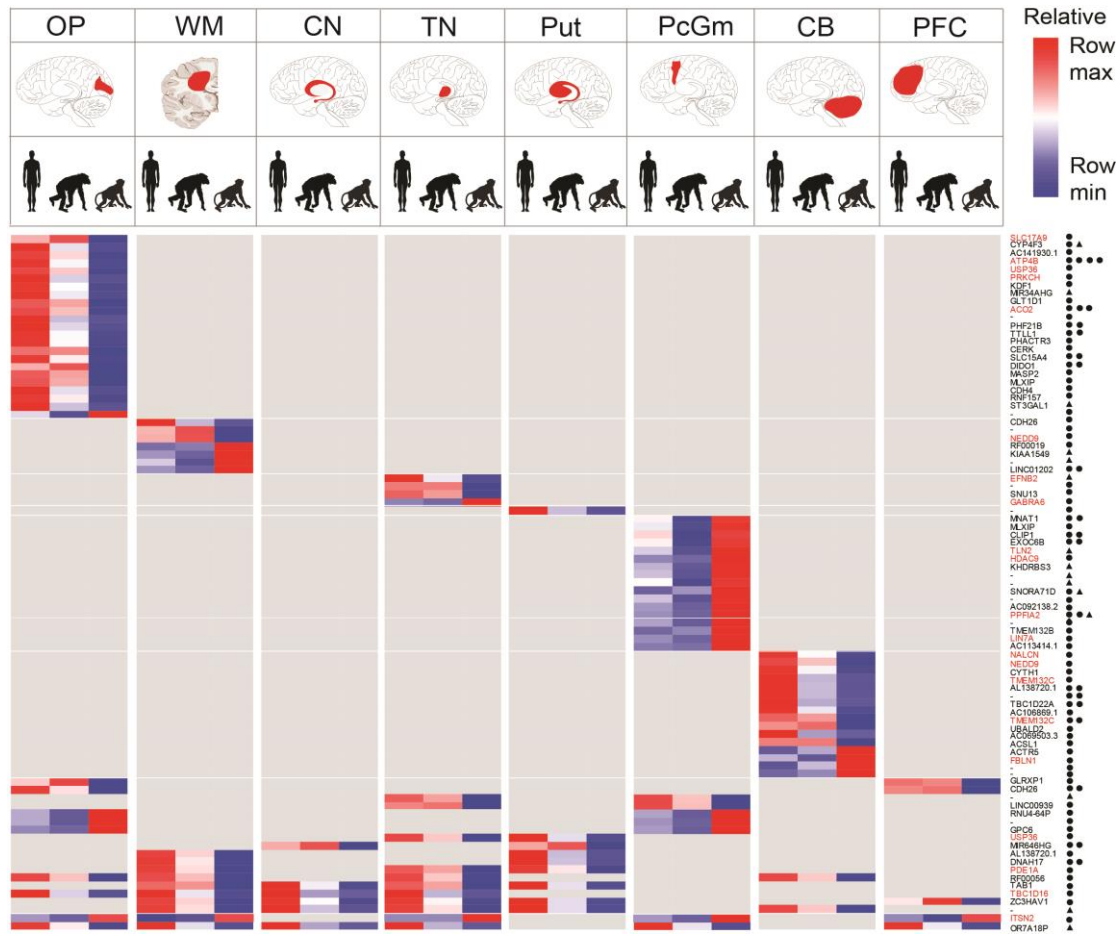 OP WM CN TN Put PcGm CB PFC
Relative
Row
max
Row
min
SLC17A9
CYP4F3
AC141930.1
ATP4B
USP36
PRKCH
KDF1
MIR34AHG
GLT1D1
ACO2
-
PHF21B
TTLL1
PHACTR3
CERK
SLC15A4
DIDO1
MASP2
MLXIP
CDH4
RNF157
ST3GAL1
-
CDH26
-
NEDD9
RF00019
KIAA1549
-
LINC01202
EFNB2
-
SNU13
GABRA6
-
MNAT1
MLXIP
CLIP1
EXOC6B
TLN2
HDAC9
KHDRBS3
-
-
SNORA71D
-
AC092138.2
PPFIA2
-
TMEM132B
LIN7A
AC113414.1
NALCN
NEDD9
CYTH1
TMEM132C
AL138720.1
-
TBC1D22A
AC106869.1
TMEM132C
UBALD2
AC069503.3
ACSL1
ACTR5
FBLN1
-
-
GLRXP1
CDH26
-
LINC00939
RNU4-64P
-
GPC6
USP36
MIR646HG
AL138720.1
DNAH17
PDE1A
RF00056
TAB1
TBC1D16
ZC3HAV1
-
ITSN2
OR7A18P